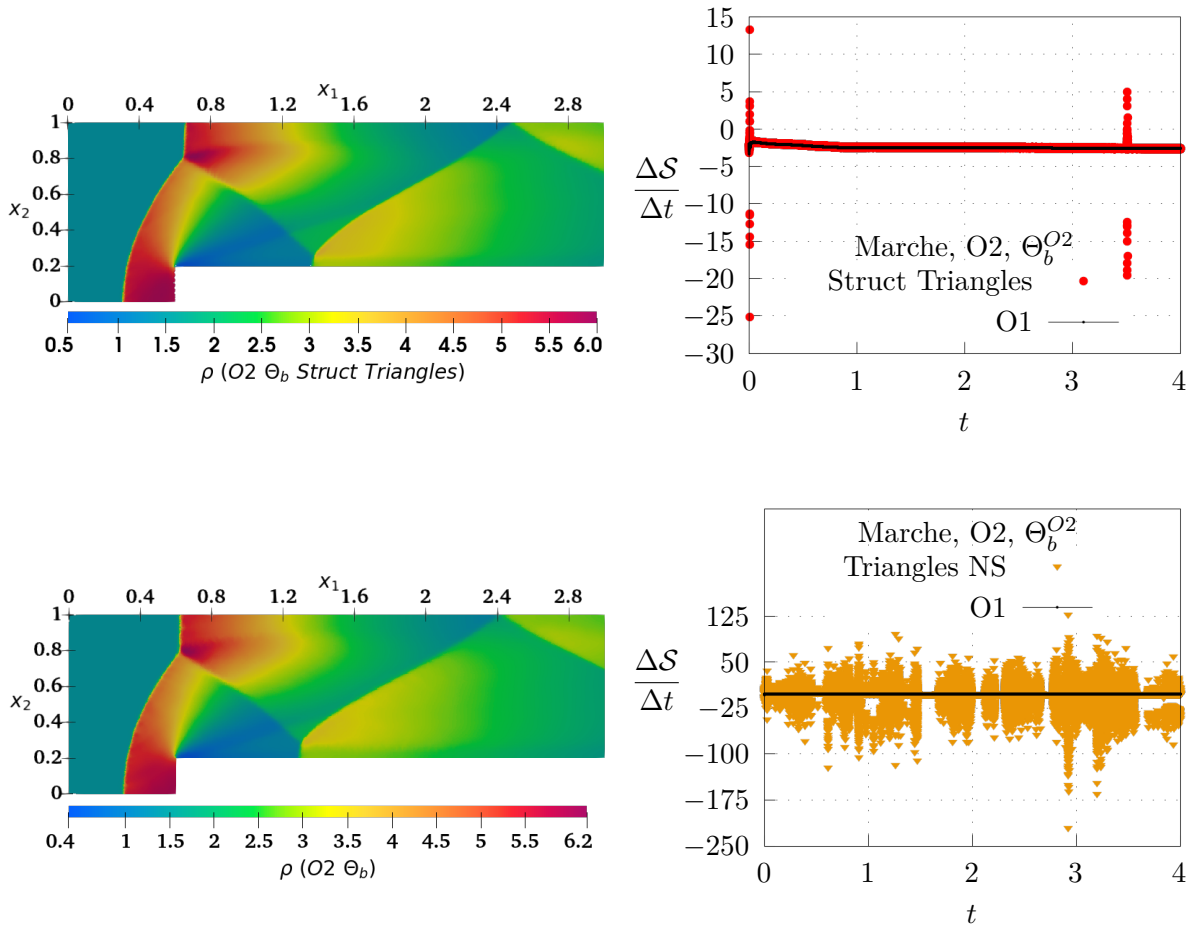 x1
0 0.4 0.8 1.2 1.6 2 2.4 2.8
1
0.8
0.6
x2
0.4
0.2
0
0.5 1 1.5 2 2.5 3 3.5 4 4.5 5 5.5 6.0
ρ (O2 Θb Struct Triangles)
15
10
5
0
−5
−10
−15
−20
−25
−30
ΔS
Δt
Marche, O2, Θ_b^{O2}
Struct Triangles
O1
0 1 2 3 4
t
x1
0 0.4 0.8 1.2 1.6 2 2.4 2.8
1
0.8
0.6
x2
0.4
0.2
0
0.4 1 1.5 2 2.5 3 3.5 4 4.5 5 5.5 6.2
ρ (O2 Θb)
Marche, O2, Θ_b^{O2}
Triangles NS
O1
125
50
−25
−100
−175
−250
ΔS
Δt
0 1 2 3 4
t